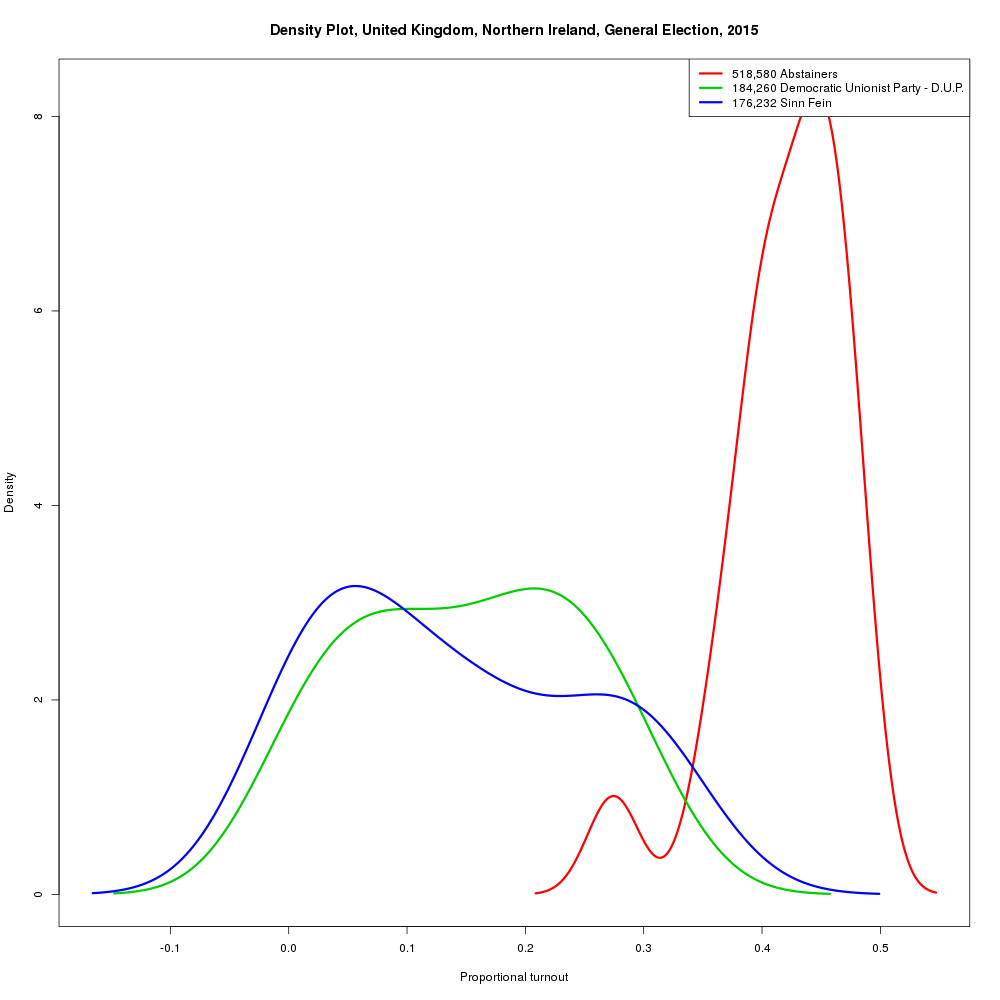 Density Plot, United Kingdom, Northern Ireland, General Election, 2015
518,580 Abstainers
184,260 Democratic Unionist Party - D.U.P.
176,232 Sinn Fein
8
6
4
2
0
Density
-0.1 0.0 0.1 0.2 0.3 0.4 0.5
Proportional turnout